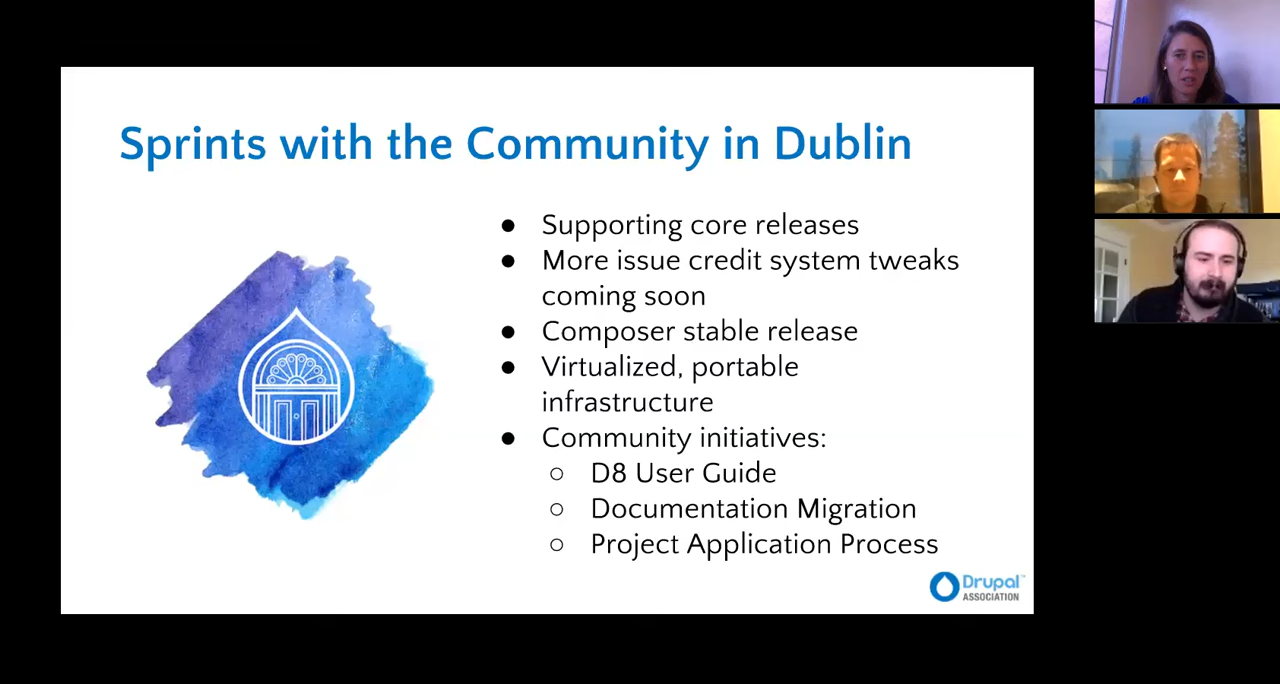 Sprints with the Community in Dublin
● Supporting core releases
● More issue credit system tweaks
coming soon
● Composer stable release
● Virtualized, portable
infrastructure
● Community initiatives:
○ D8 User Guide
○ Documentation Migration
○ Project Application Process
Drupal™
ASSOCIATION